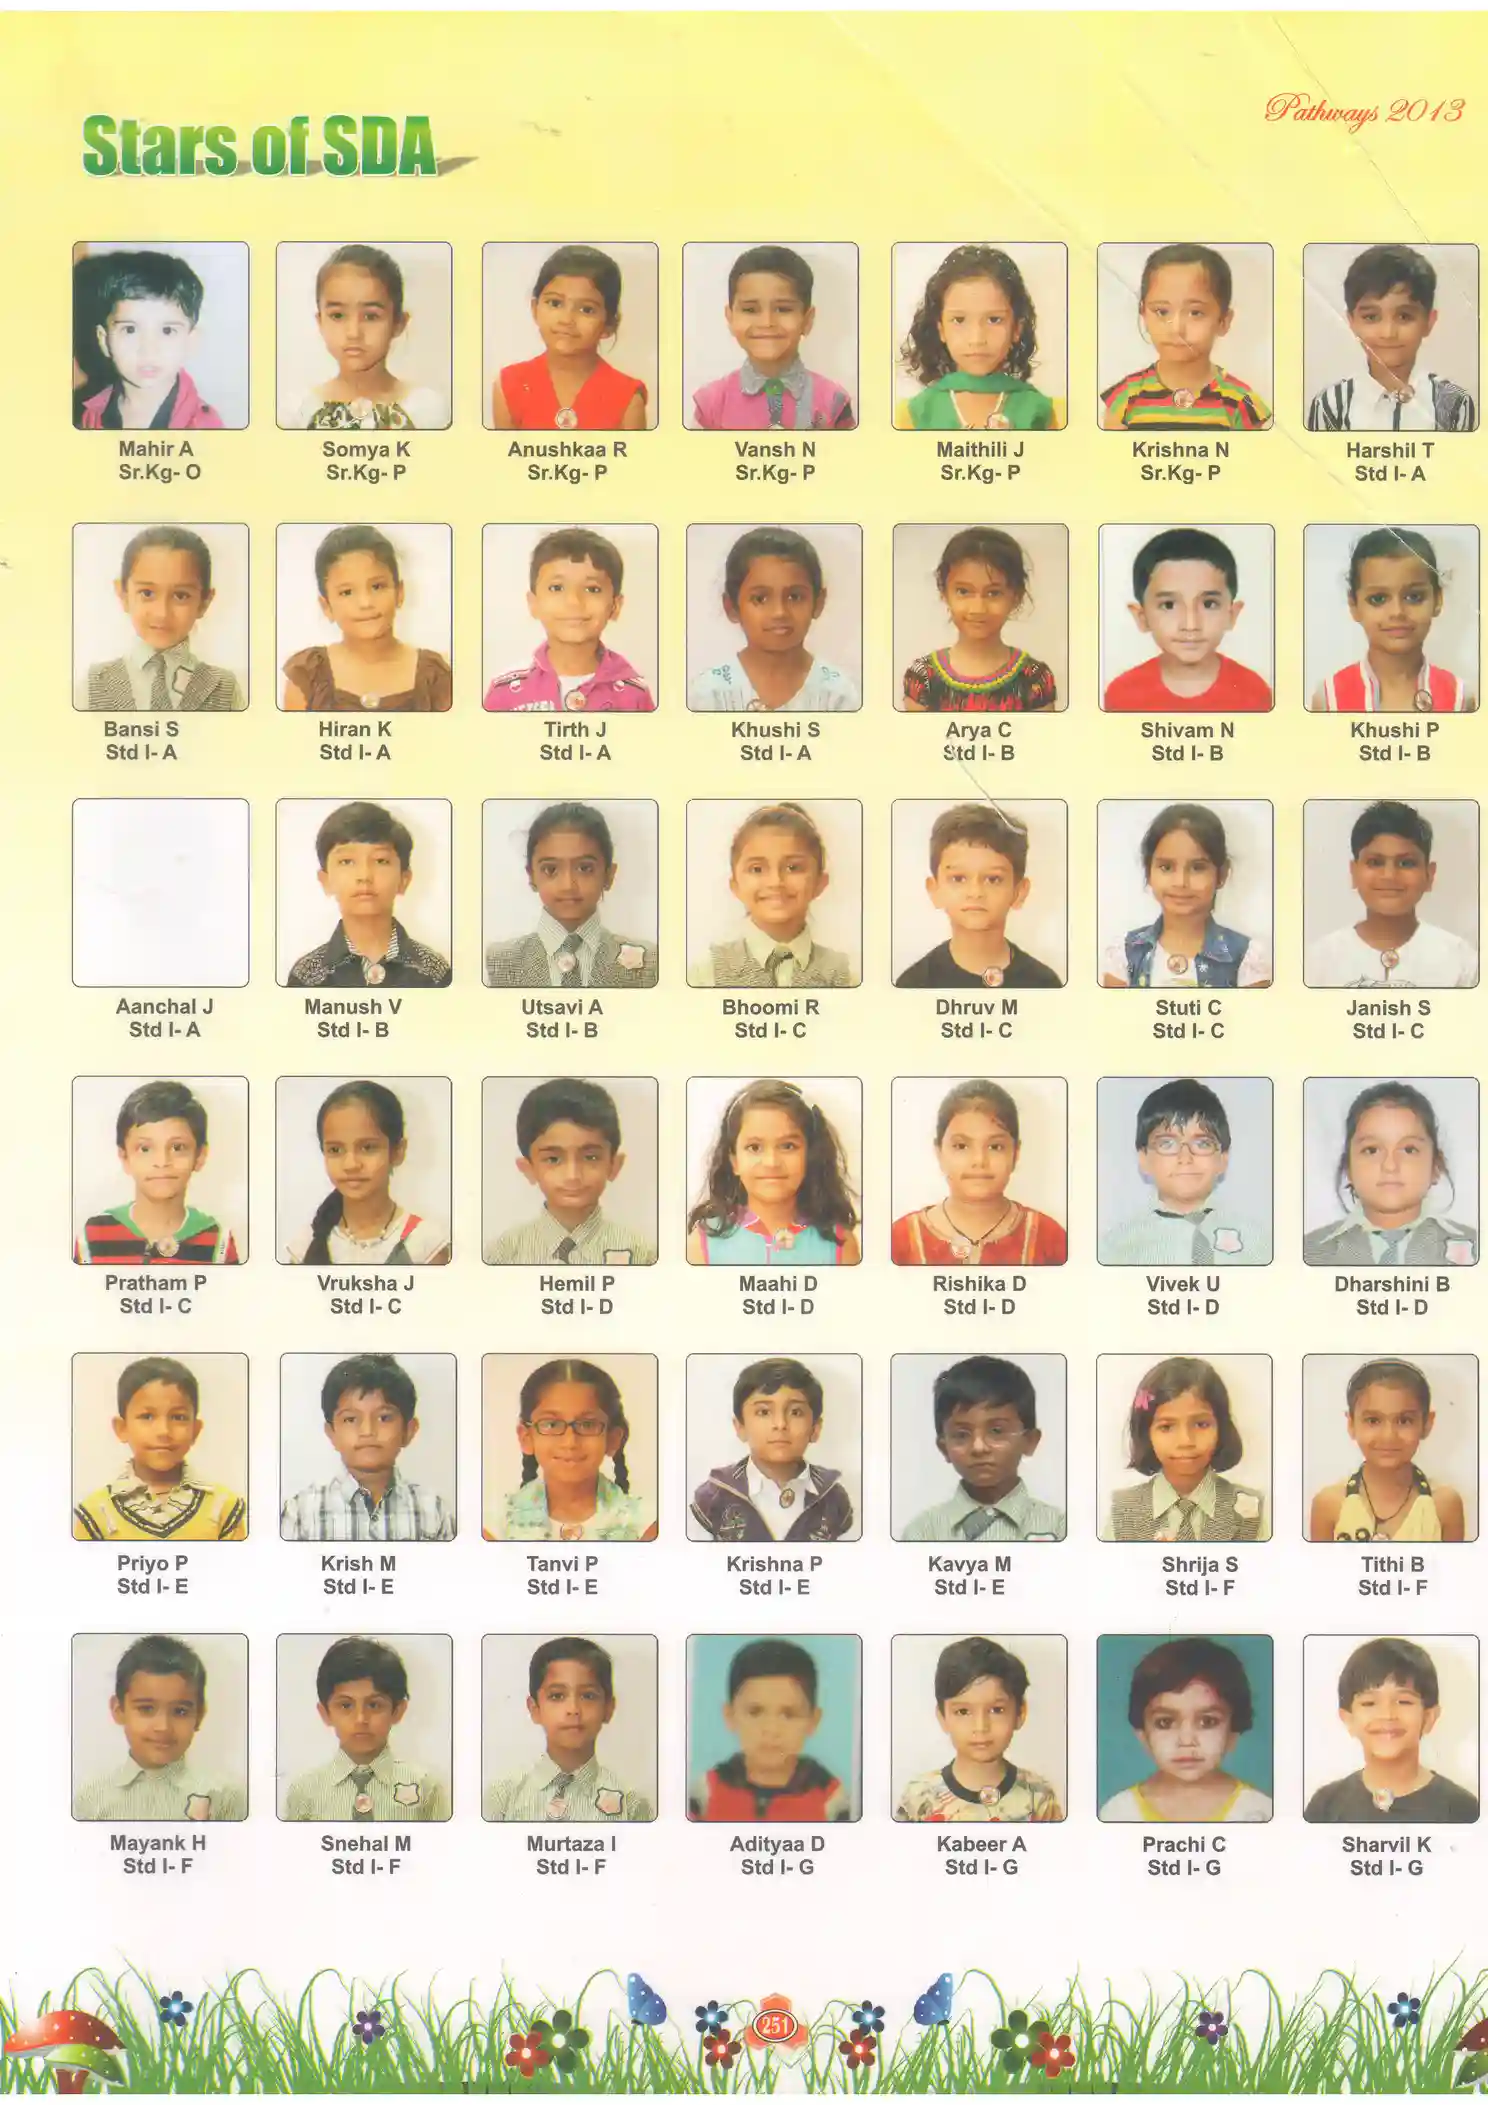 Pathways 2013
Stars of SDA
Mahir A
Sr.Kg- O
Somya K
Sr.Kg- P
Anushkaa R
Sr.Kg- P
Vansh N
Sr.Kg- P
Maithili J
Sr.Kg- P
Krishna N
Sr.Kg- P
Harshil T
Std I- A
Bansi S
Std I- A
Hiran K
Std I- A
Tirth J
Std I- A
Khushi S
Std I- A
Arya C
Std I- B
Shivam N
Std I- B
Khushi P
Std I- B
Aanchal J
Std I- A
Manush V
Std I- B
Utsavi A
Std I- B
Bhoomi R
Std I- C
Dhruv M
Std I- C
Stuti C
Std I- C
Janish S
Std I- C
Pratham P
Std I- C
Vruksha J
Std I- C
Hemil P
Std I- D
Maahi D
Std I- D
Rishika D
Std I- D
Vivek U
Std I- D
Dharshini B
Std I- D
Priyo P
Std I- E
Krish M
Std I- E
Tanvi P
Std I- E
Krishna P
Std I- E
Kavya M
Std I- E
Shrija S
Std I- F
Tithi B
Std I- F
Mayank H
Std I- F
Snehal M
Std I- F
Murtaza I
Std I- F
Adityaa D
Std I- G
Kabeer A
Std I- G
Prachi C
Std I- G
Sharvil K
Std I- G
251